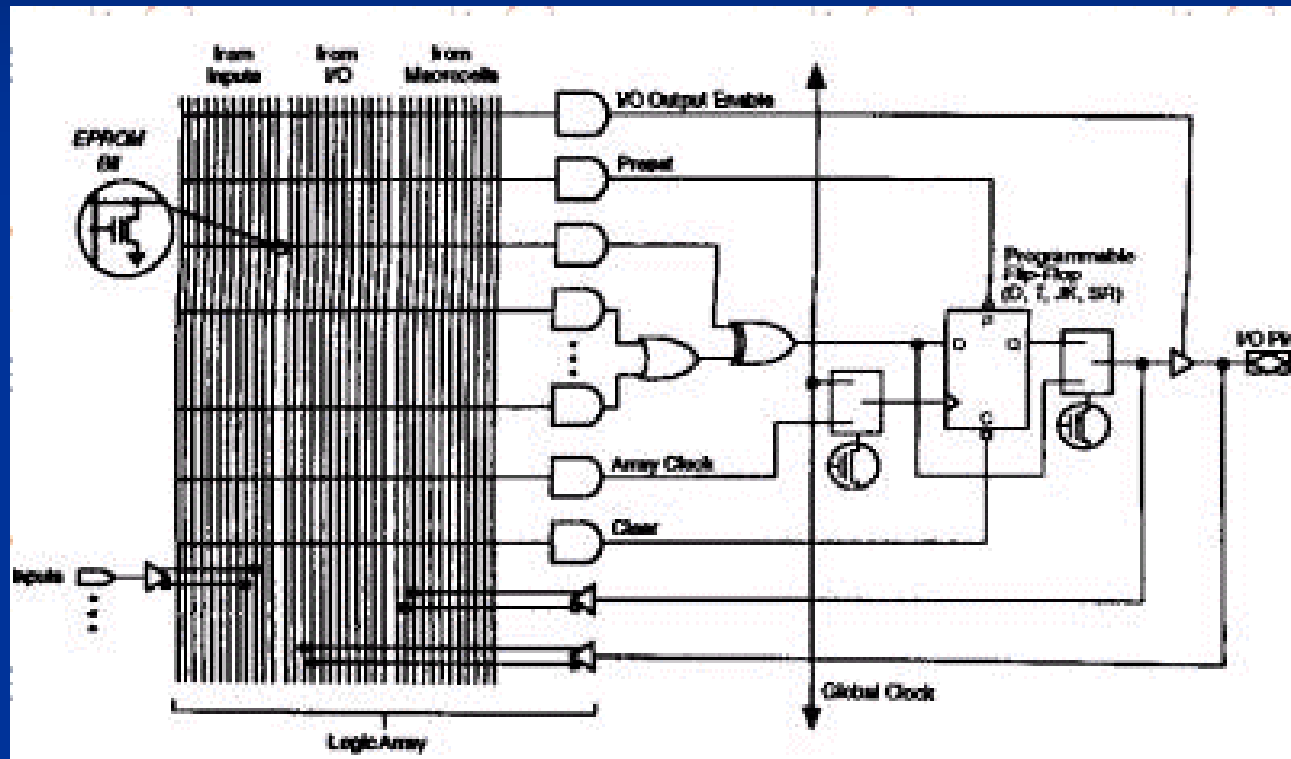 from
Inputs
from
I/O
from
Macrocells
I/O Output Enable
EPROM
Bit
Preset
Programmable
Flip-Flop
(D, T, JK, SR)
P
D
Q
I/O Pin
C
Array Clock
Clear
Inputs
Global Clock
Logic Array